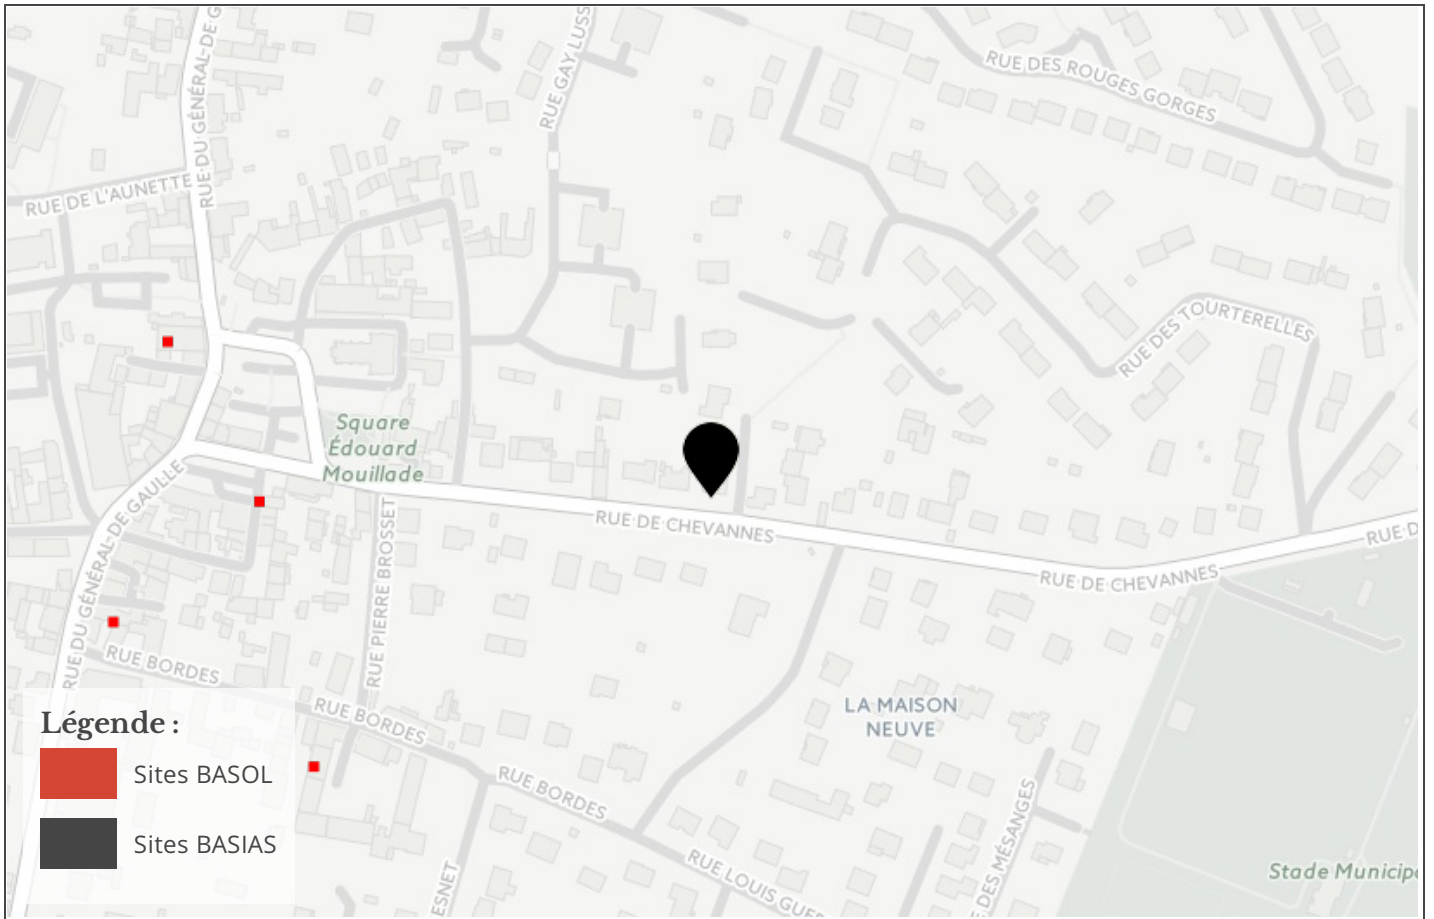 RUE DU GÉNÉRAL-DE-G
RUE GAY LUSS
RUE DES ROUGES GORGES
RUE DE L'AUNETTE
RUE DES TOURTERELLES
Square
Édouard
Mouillade
RUE DU GÉNÉRAL-DE GAULLE
RUE DE CHEVANNES
RUE D
RUE DE CHEVANNES
RUE PIERRE BROSSET
RUE BORDES
RUE BORDES
LA MAISON
NEUVE
Légende :
Sites BASOL
Sites BASIAS
RUE BORDES
DES MÉSANGES
RUE LOUIS GUER
ESNET
Stade Municip